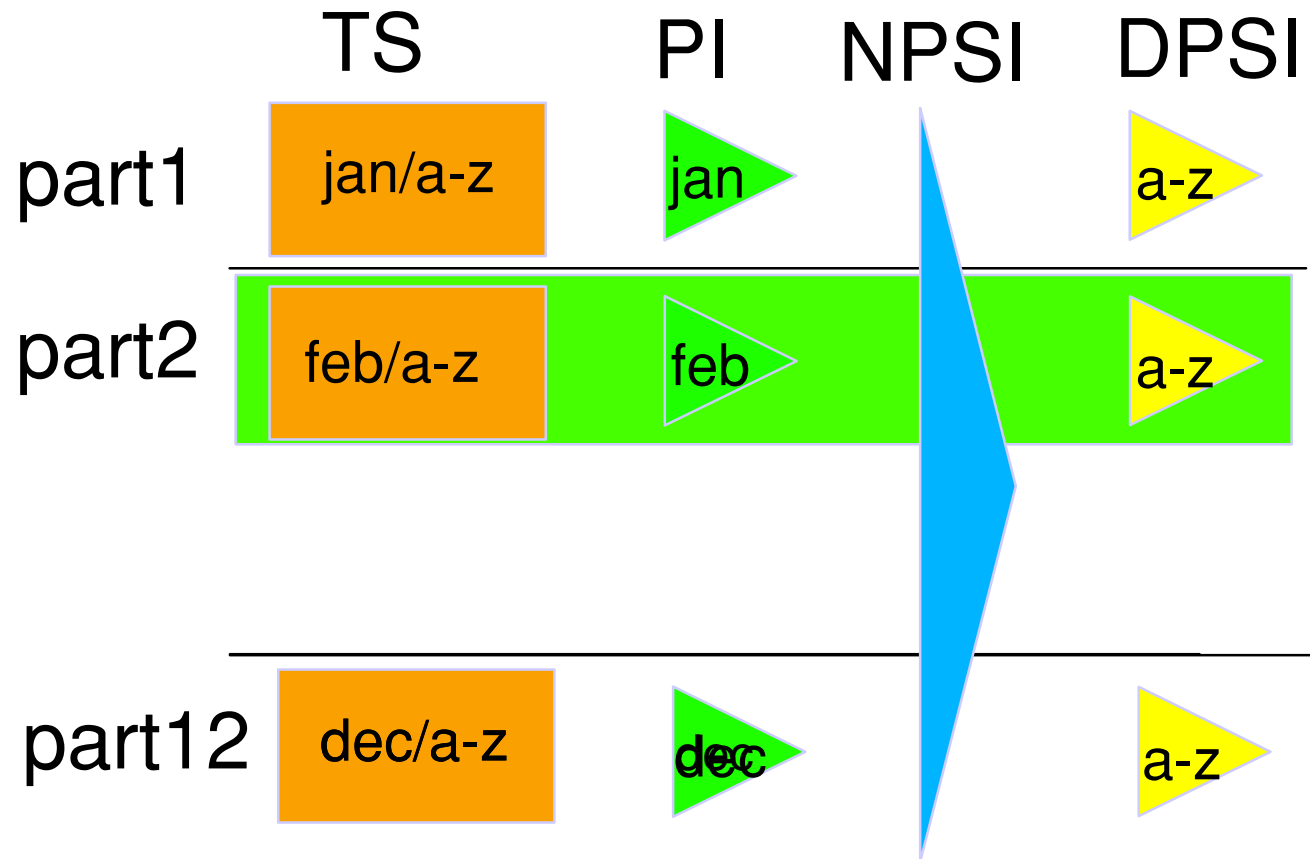 TS PI NPSI DPSI
part1 jan/a-z jan a-z
part2 feb/a-z feb a-z
part12 dec/a-z dec a-z